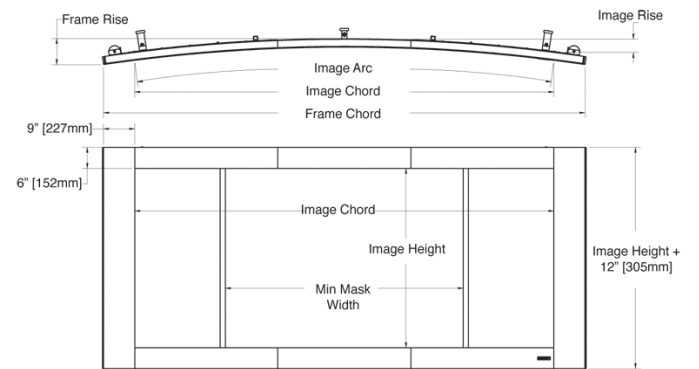 Frame Rise
Image Rise
Image Arc
Image Chord
Frame Chord
9” [227mm]
6” [152mm]
Image Chord
Image Height
Image Height +
12” [305mm]
Min Mask
Width